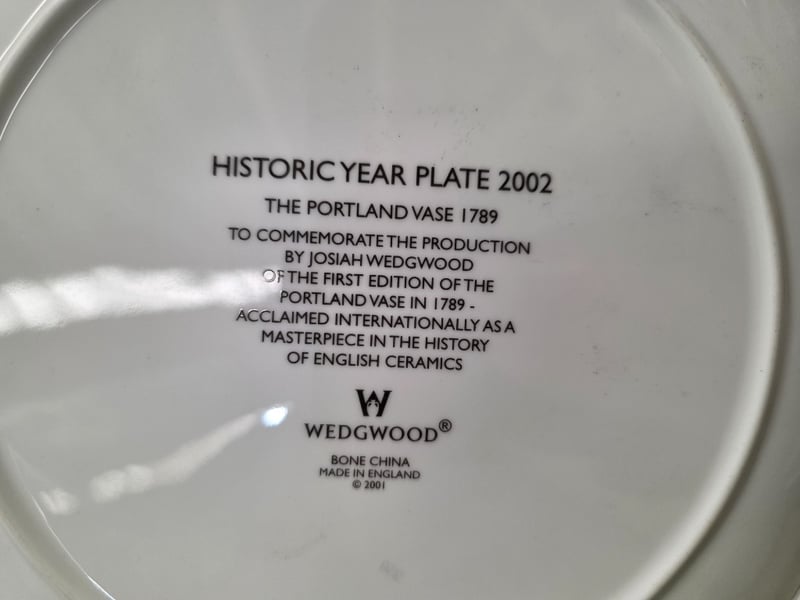 HISTORIC YEAR PLATE 2002
THE PORTLAND VASE 1789
TO COMMEMORATE THE PRODUCTION
BY JOSIAH WEDGWOOD
OF THE FIRST EDITION OF THE
PORTLAND VASE IN 1789 -
ACCLAIMED INTERNATIONALLY AS A
MASTERPIECE IN THE HISTORY
OF ENGLISH CERAMICS
W
WEDGWOOD®
BONE CHINA
MADE IN ENGLAND
© 2001